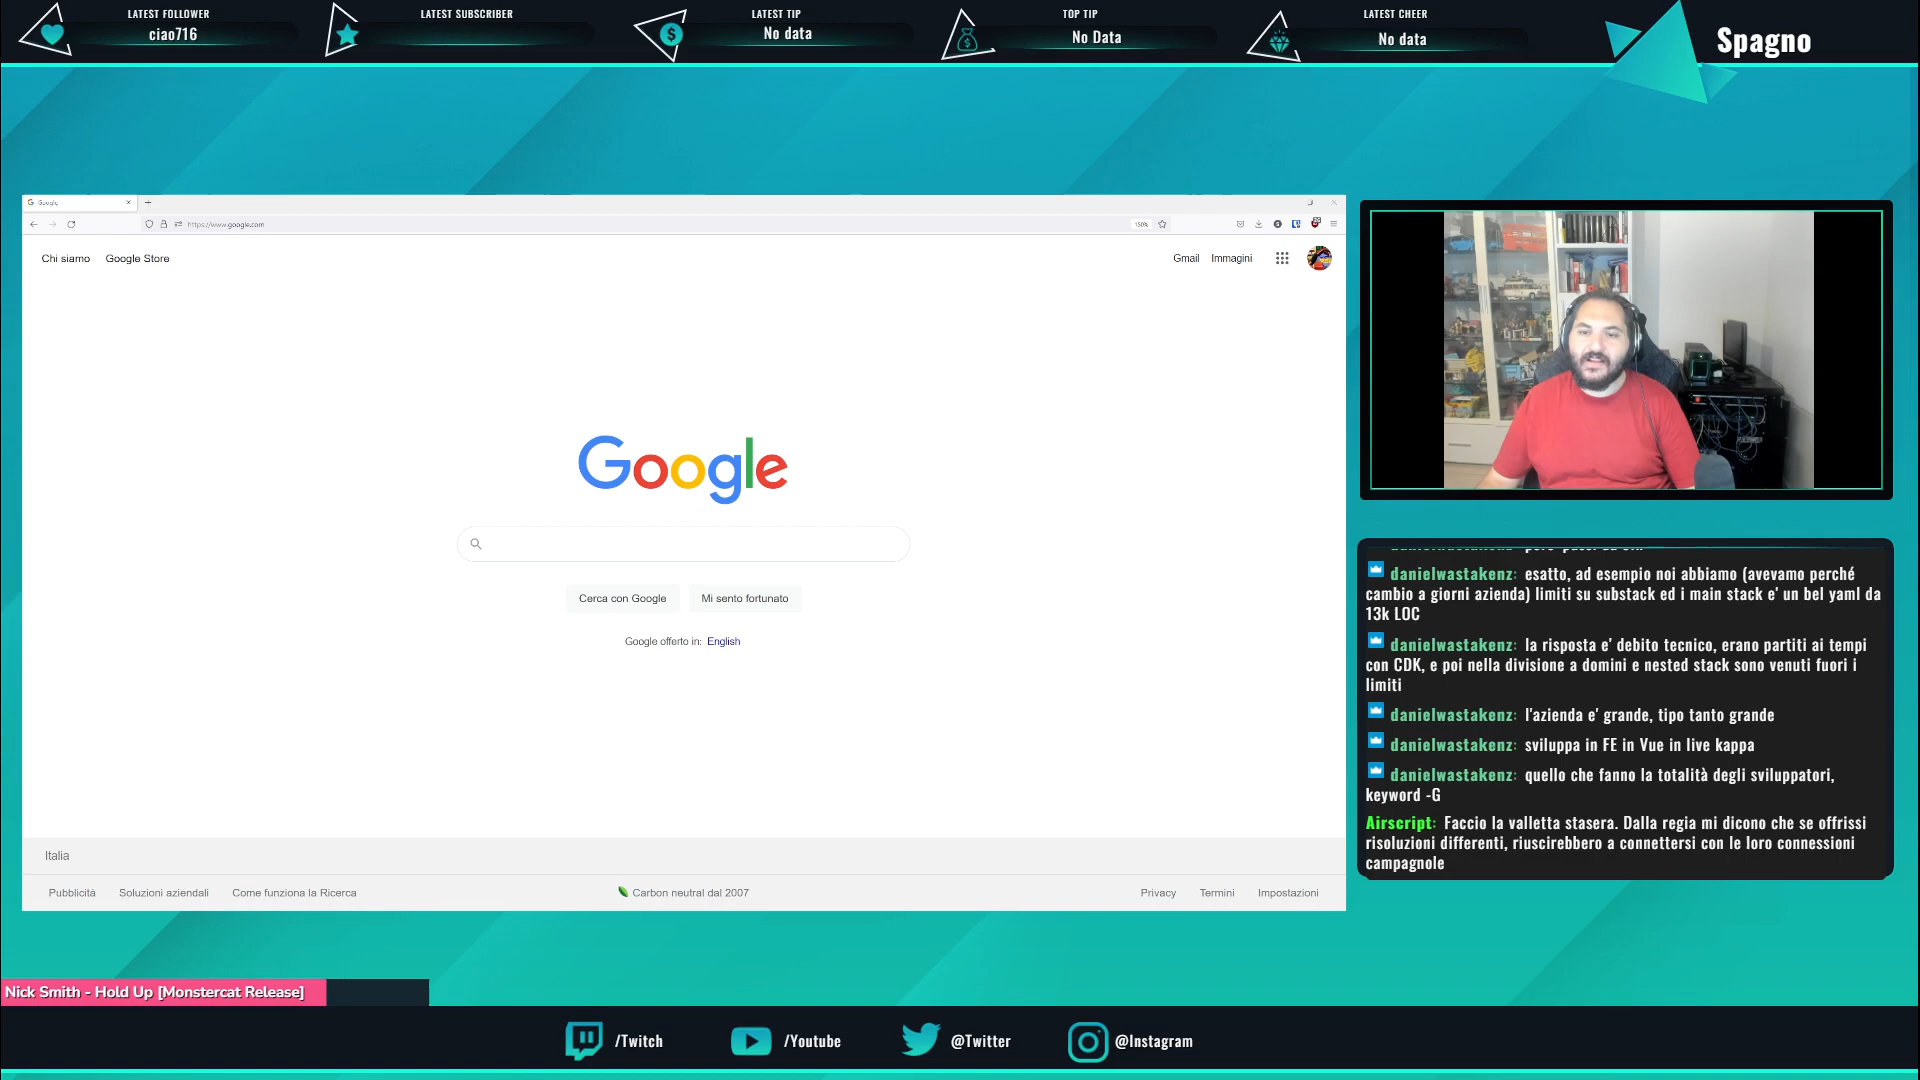 LATEST FOLLOWER
ciao716
LATEST SUBSCRIBER
LATEST TIP
No data
TOP TIP
No Data
LATEST CHEER
No data
Spagno
Google
https://www.google.com
150%
Chi siamo
Google Store
Gmail
Immagini
Google
Cerca con Google
Mi sento fortunato
Google offerto in: English
Italia
Pubblicità
Soluzioni aziendali
Come funziona la Ricerca
Carbon neutral dal 2007
Privacy
Termini
Impostazioni
danielwastakenz: esatto, ad esempio noi abbiamo (avevamo perché
cambio a giorni azienda) limiti su substack ed i main stack e' un bel yaml da
13k LOC
danielwastakenz: la risposta e' debito tecnico, erano partiti ai tempi
con CDK, e poi nella divisione a domini e nested stack sono venuti fuori i
limiti
danielwastakenz: l'azienda e' grande, tipo tanto grande
danielwastakenz: sviluppa in FE in Vue in live kappa
danielwastakenz: quello che fanno la totalità degli sviluppatori,
keyword -G
Airscript: Faccio la valletta stasera. Dalla regia mi dicono che se offrissi
risoluzioni differenti, riuscirebbero a connettersi con le loro connessioni
campagnole
Nick Smith - Hold Up [Monstercat Release]
/Twitch
/Youtube
@Twitter
@Instagram